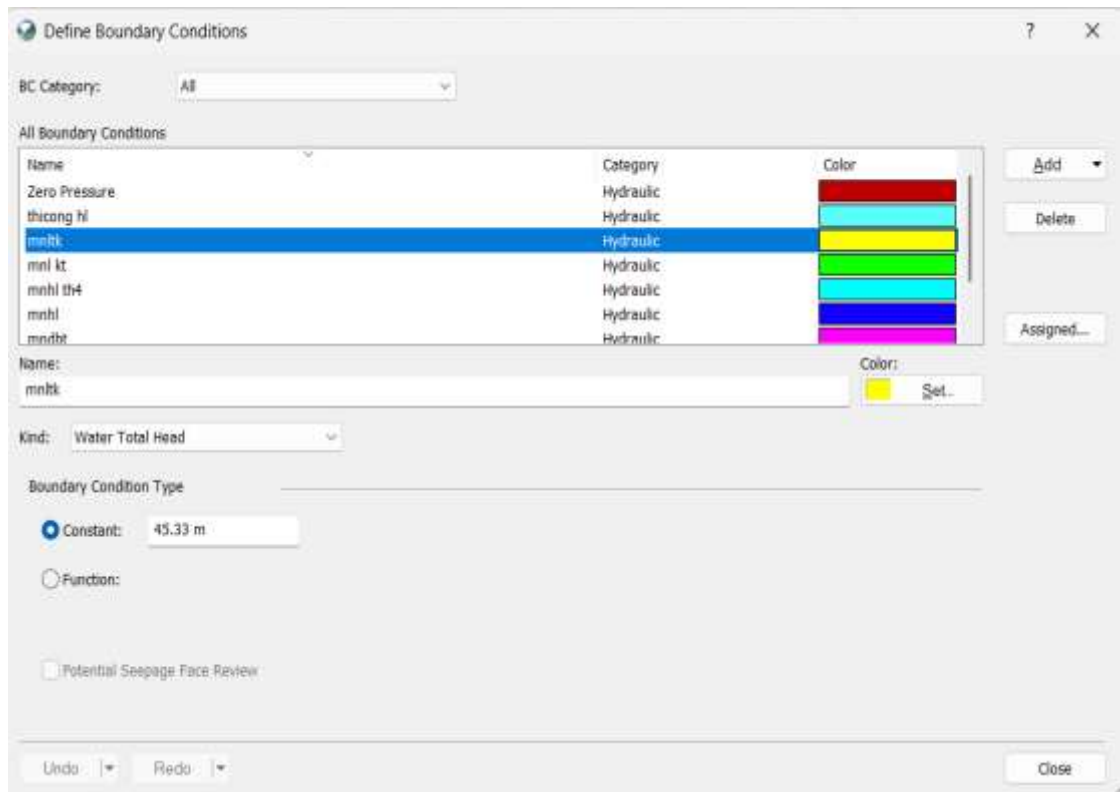 Define Boundary Conditions ?
BC Category: All
All Boundary Conditions
Name Category Color
Zero Pressure Hydraulic
thicong hl Hydraulic
mnltk Hydraulic
mnl kt Hydraulic
mnhl th4 Hydraulic
mnhl Hydraulic
mndbt Hydraulic
Add
Delete
Assigned...
Name: Color:
mnltk Set..
Kind: Water Total Head
Boundary Condition Type
Constant: 45.33 m
Function:
Potential Seepage Face Review
Undo Redo Close